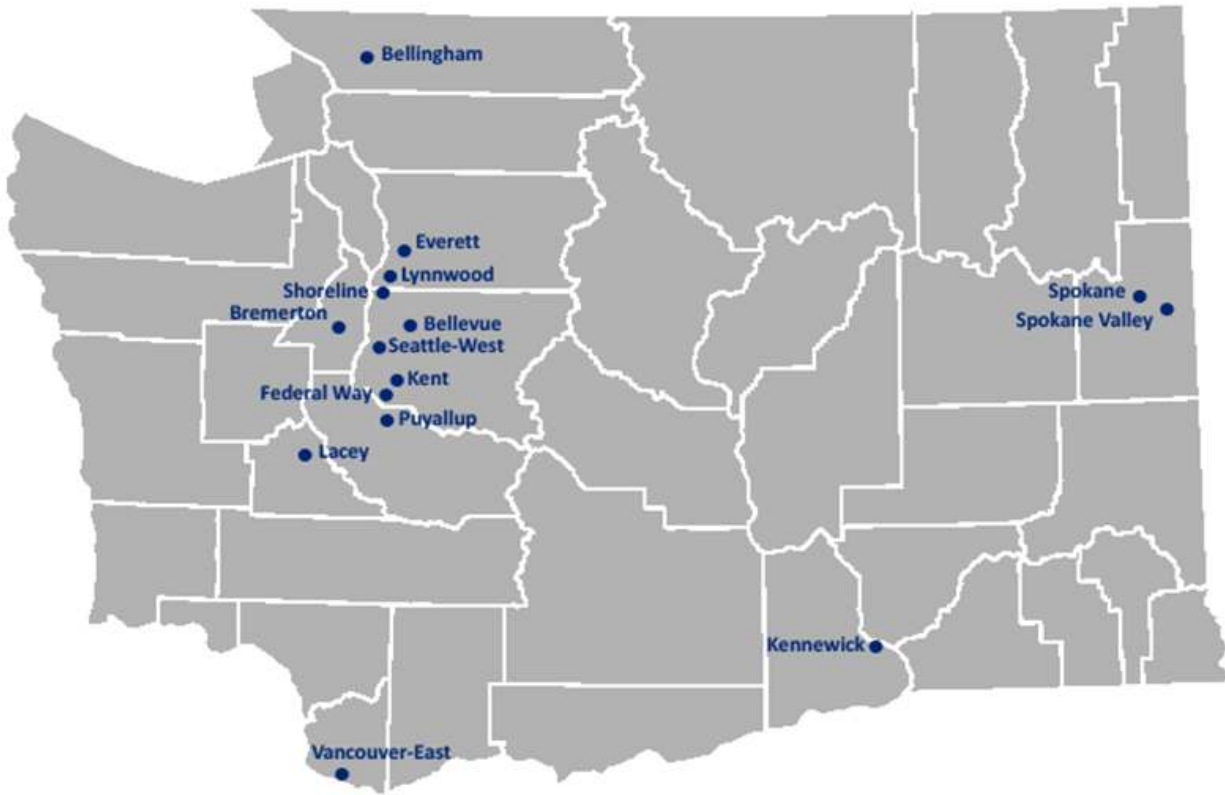 Bellingham
Everett
Lynnwood
Shoreline
Bremerton
Bellevue
Seattle-West
Kent
Federal Way
Puyallup
Lacey
Spokane
Spokane Valley
Kennewick
Vancouver-East